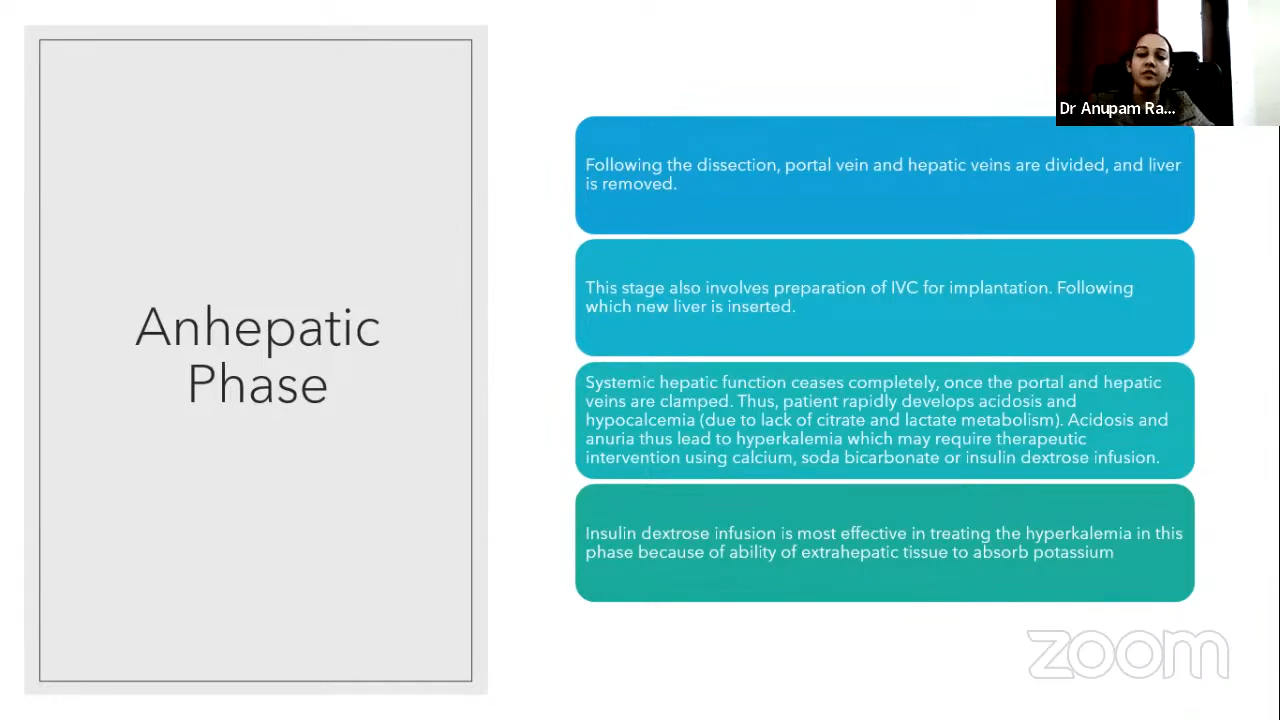 Dr Anupam Ra...
Anhepatic
Phase
Following the dissection, portal vein and hepatic veins are divided, and liver
is removed.
This stage also involves preparation of IVC for implantation. Following
which new liver is inserted.
Systemic hepatic function ceases completely, once the portal and hepatic
veins are clamped. Thus, patient rapidly develops acidosis and
hypocalcemia (due to lack of citrate and lactate metabolism). Acidosis and
anuria thus lead to hyperkalemia which may require therapeutic
intervention using calcium, soda bicarbonate or insulin dextrose infusion.
Insulin dextrose infusion is most effective in treating the hyperkalemia in this
phase because of ability of extrahepatic tissue to absorb potassium
zoom